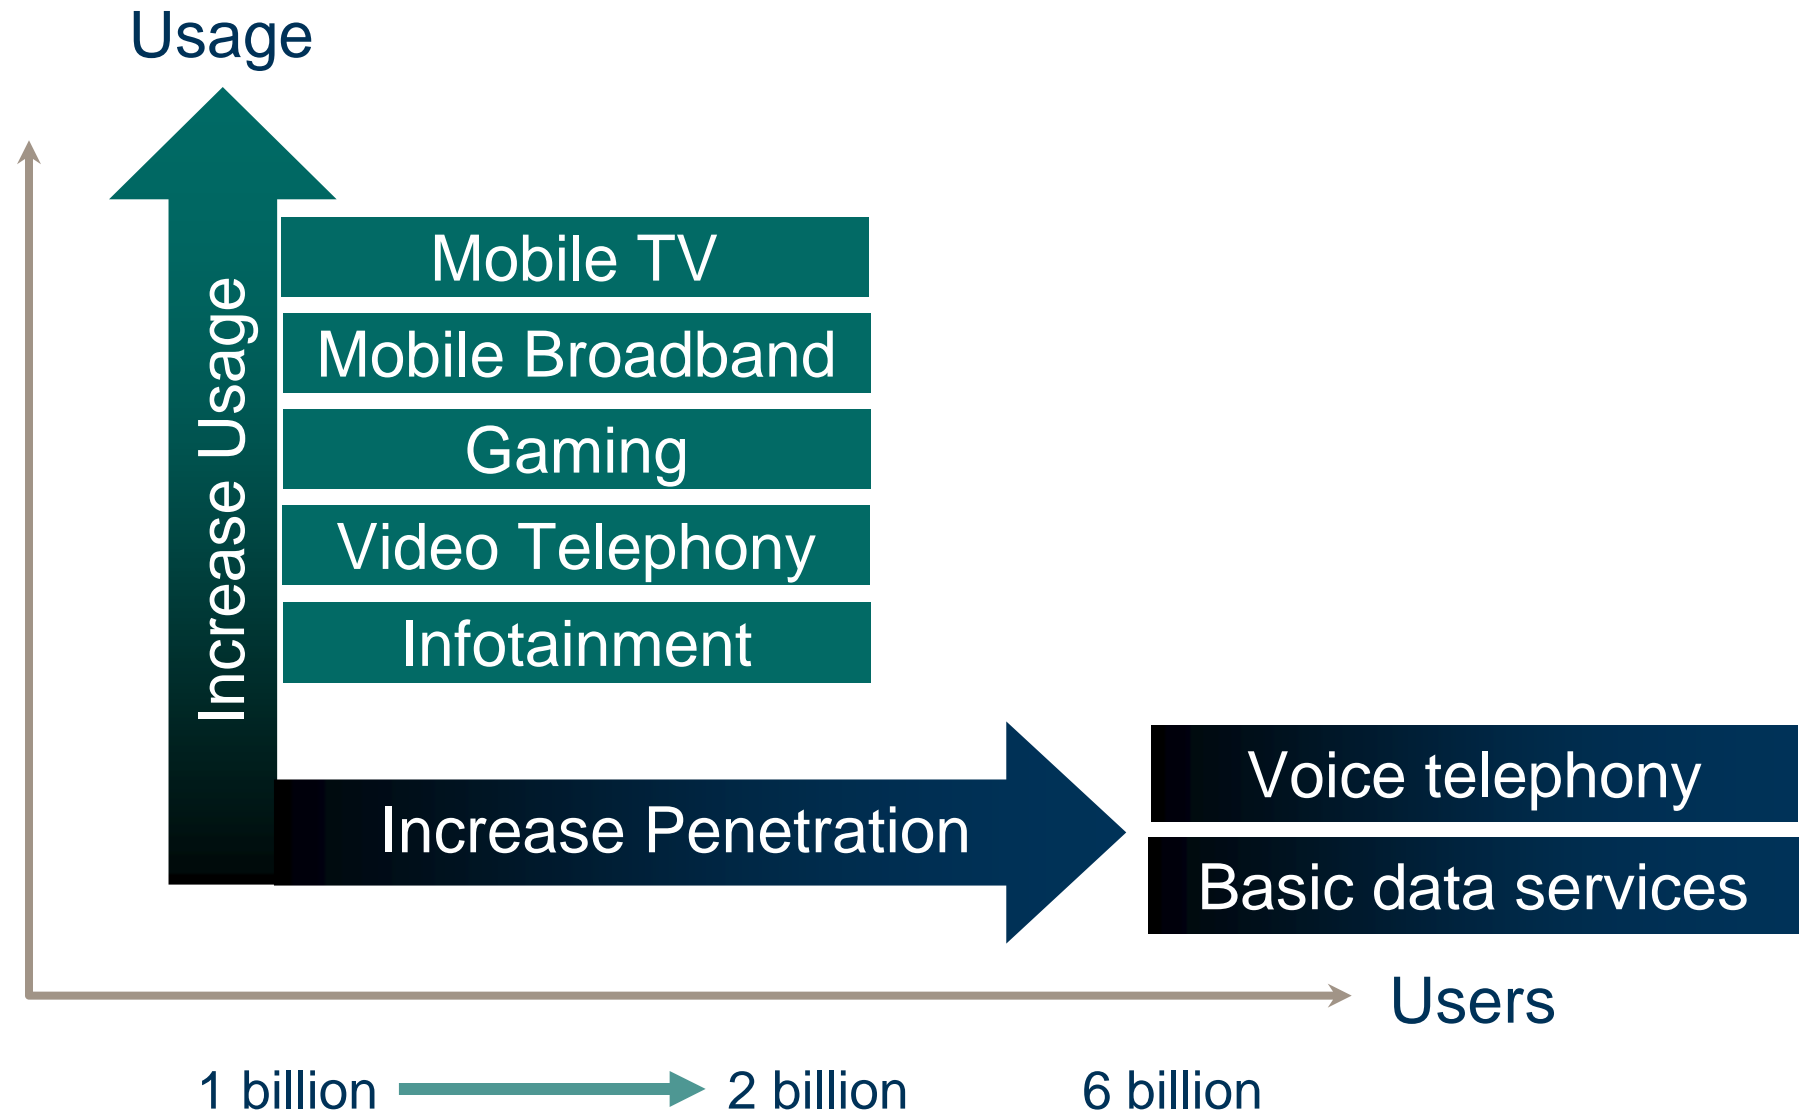 Usage
Increase Usage
Mobile TV
Mobile Broadband
Gaming
Video Telephony
Infotainment
Increase Penetration
Voice telephony
Basic data services
Users
1 billion 2 billion 6 billion